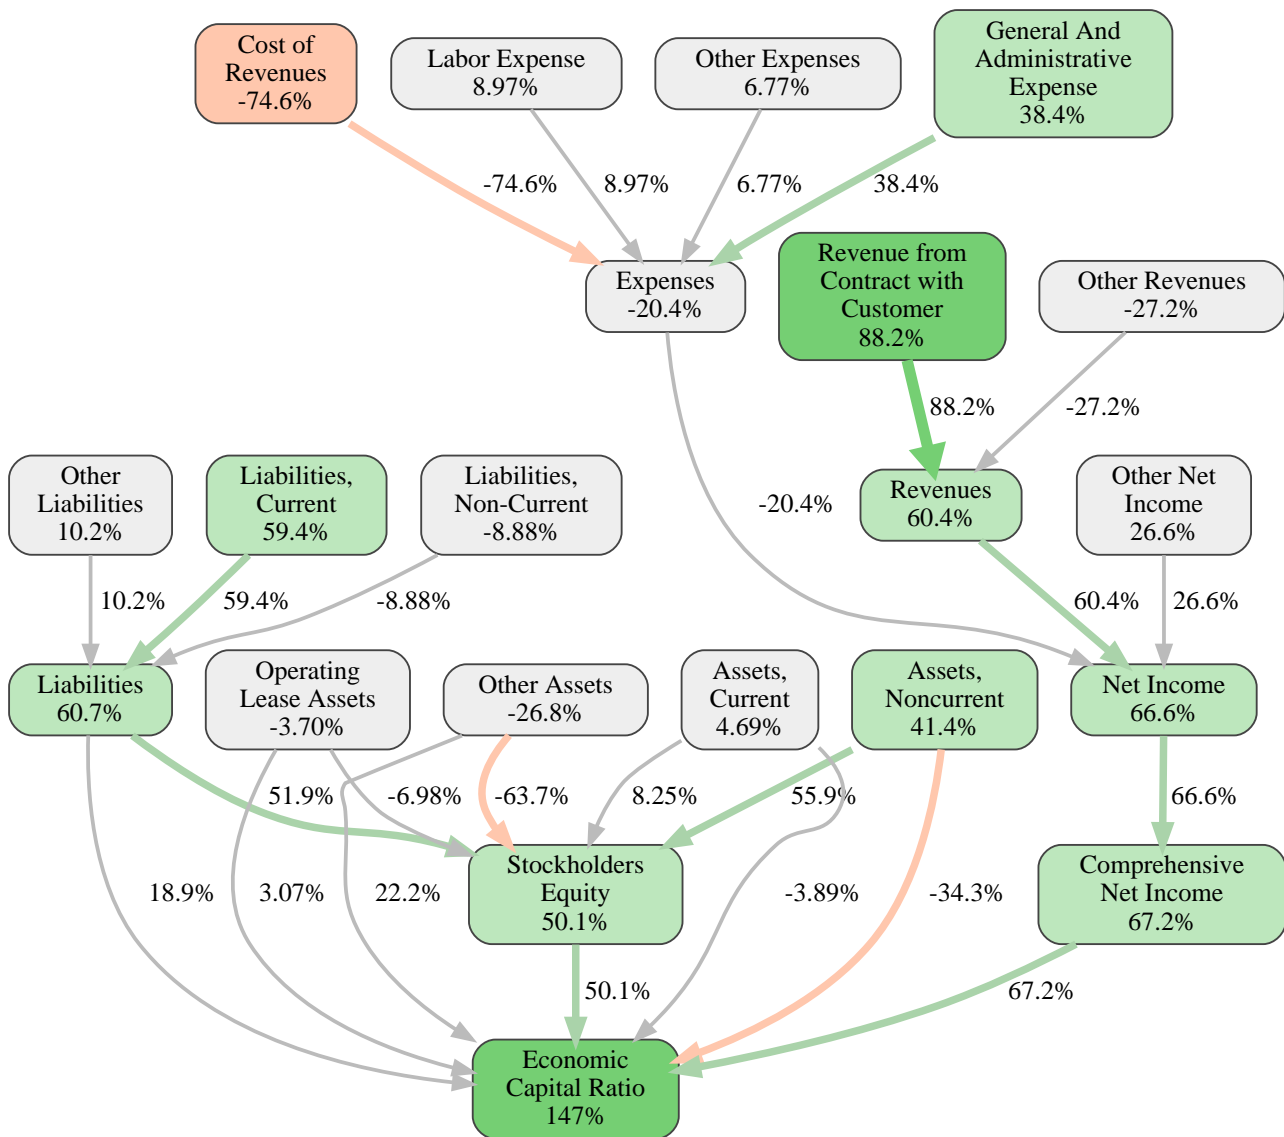 Cost of
Revenues
-74.6%
Labor Expense
8.97%
Other Expenses
6.77%
General And
Administrative
Expense
38.4%
-74.6%
8.97%
6.77%
38.4%
Expenses
-20.4%
Revenue from
Contract with
Customer
88.2%
Other Revenues
-27.2%
88.2%
-27.2%
Other
Liabilities
10.2%
Liabilities,
Current
59.4%
Liabilities,
Non-Current
-8.88%
-20.4%
Revenues
60.4%
Other Net
Income
26.6%
10.2%
59.4%
-8.88%
60.4%
26.6%
Liabilities
60.7%
Operating
Lease Assets
-3.70%
Other Assets
-26.8%
Assets,
Current
4.69%
Assets,
Noncurrent
41.4%
Net Income
66.6%
51.9%
-6.98%
-63.7%
8.25%
55.9%
66.6%
18.9%
3.07%
22.2%
Stockholders
Equity
50.1%
-3.89%
-34.3%
Comprehensive
Net Income
67.2%
50.1%
67.2%
Economic
Capital Ratio
147%